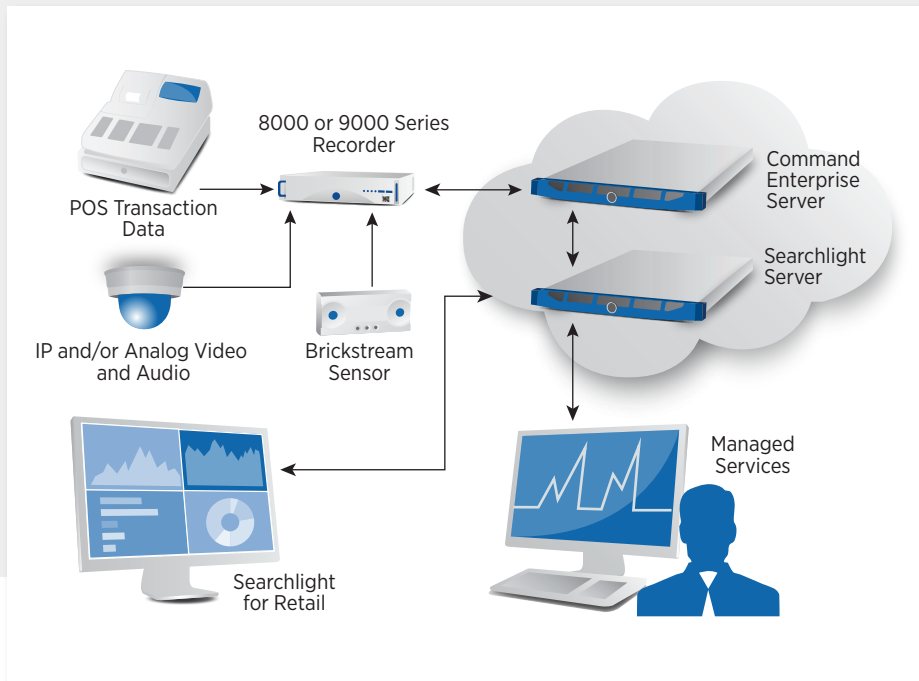 8000 or 9000 Series
Recorder
Command
Enterprise
Server
POS Transaction
Data
Searchlight
Server
IP and/or Analog Video
and Audio
Brickstream
Sensor
Managed
Services
Searchlight
for Retail